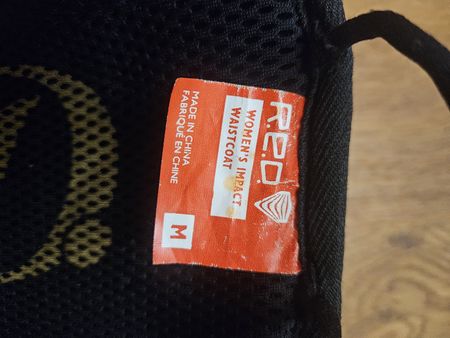 R.E.D.
WOMEN'S IMPACT
WAISTCOAT
MADE IN CHINA
FABRIQUÉ EN CHINE
M